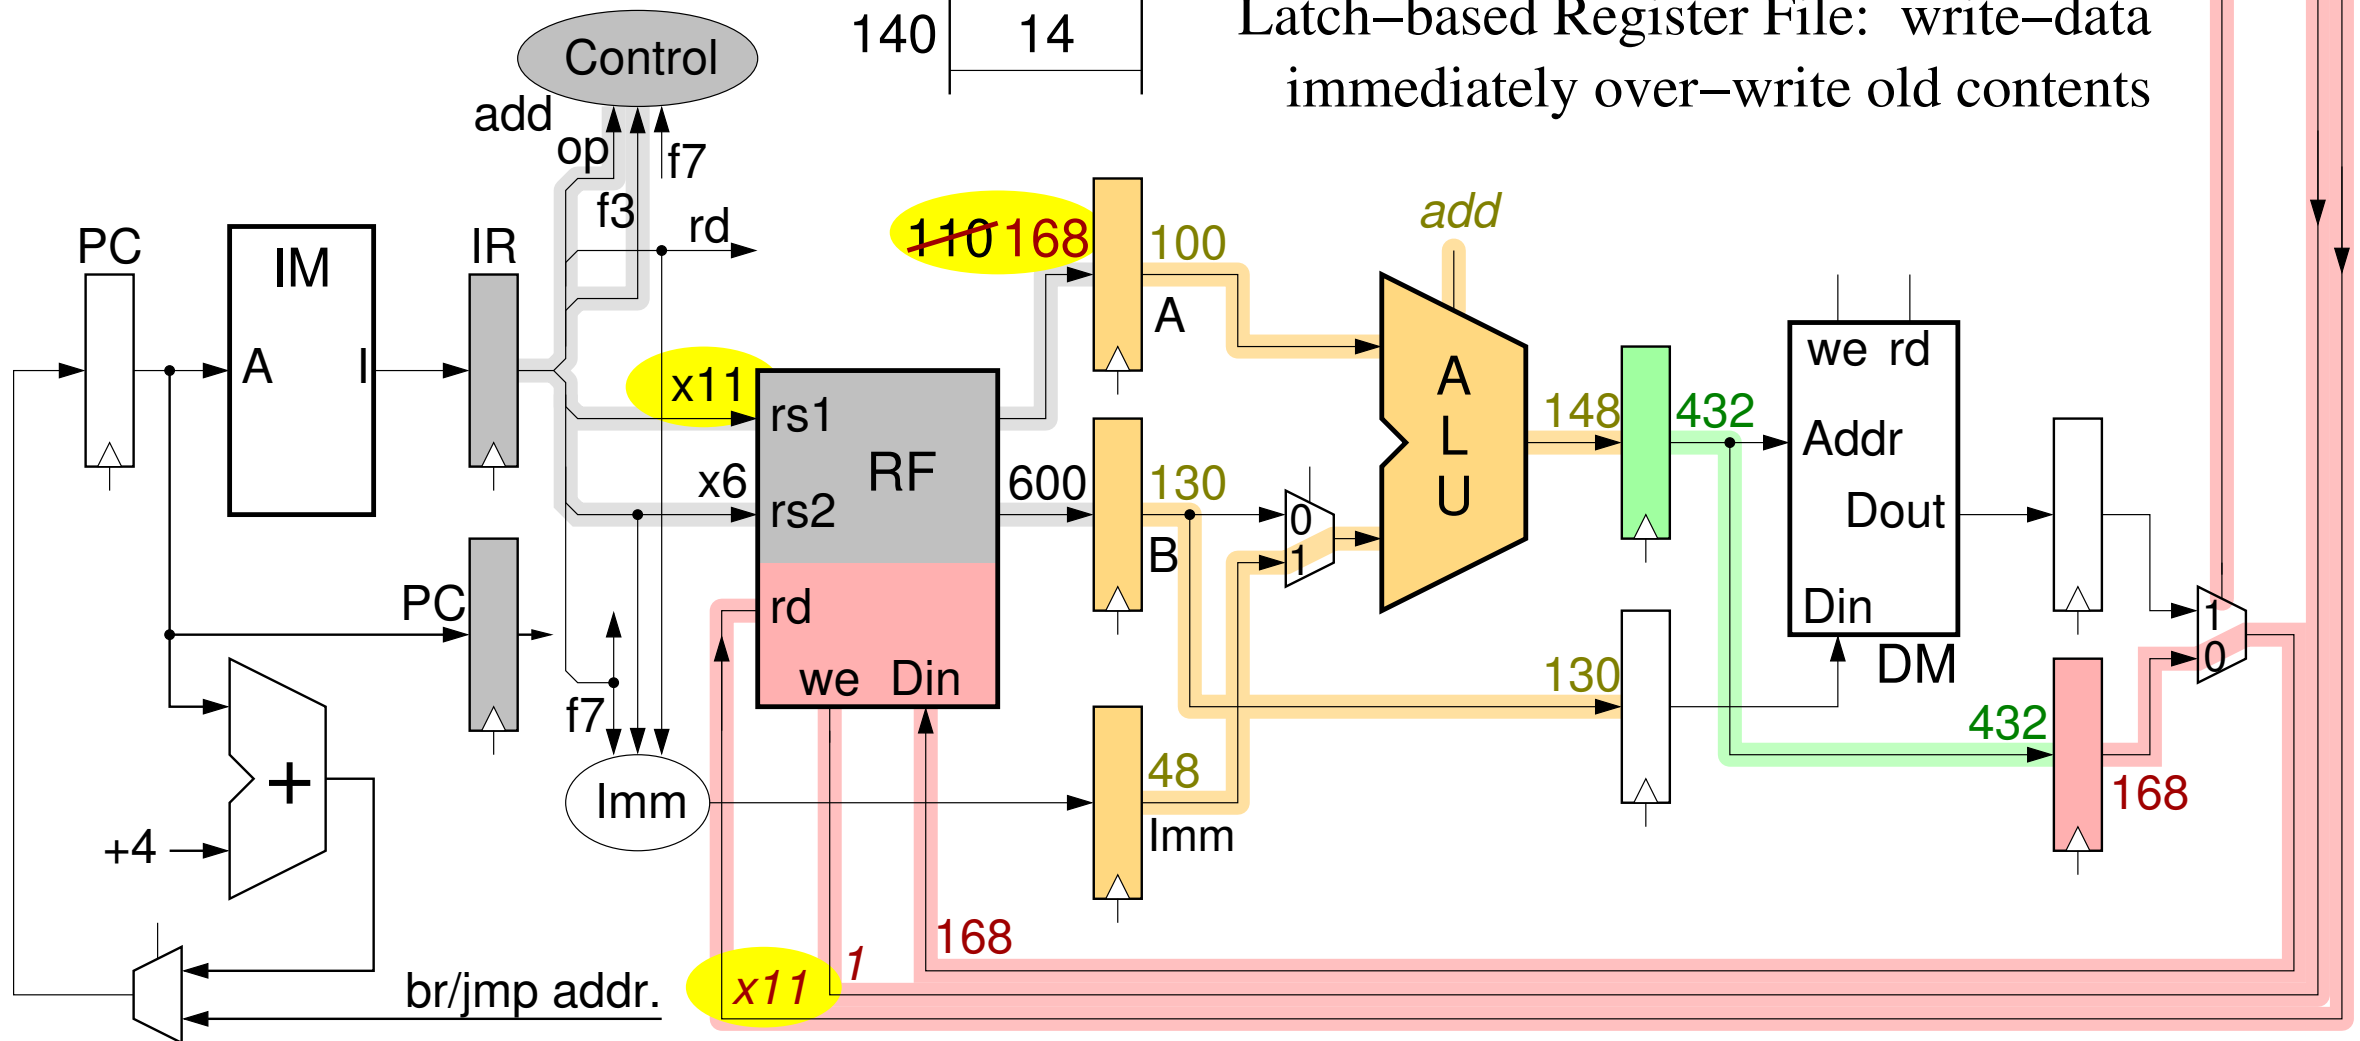 140 14
Latch–based Register File: write–data
immediately over–write old contents
Control
add
op
f7
f3
rd
PC
IM
A
I
IR
x11
110 168
100
A
add
rs1
x6
rs2
RF
600
130
B
0
1
A
L
U
148
432
we rd
Addr
Dout
Din
DM
PC
rd
we Din
f7
Imm
48
Imm
130
432
168
1
0
+
+4
br/jmp addr.
x11
1
168